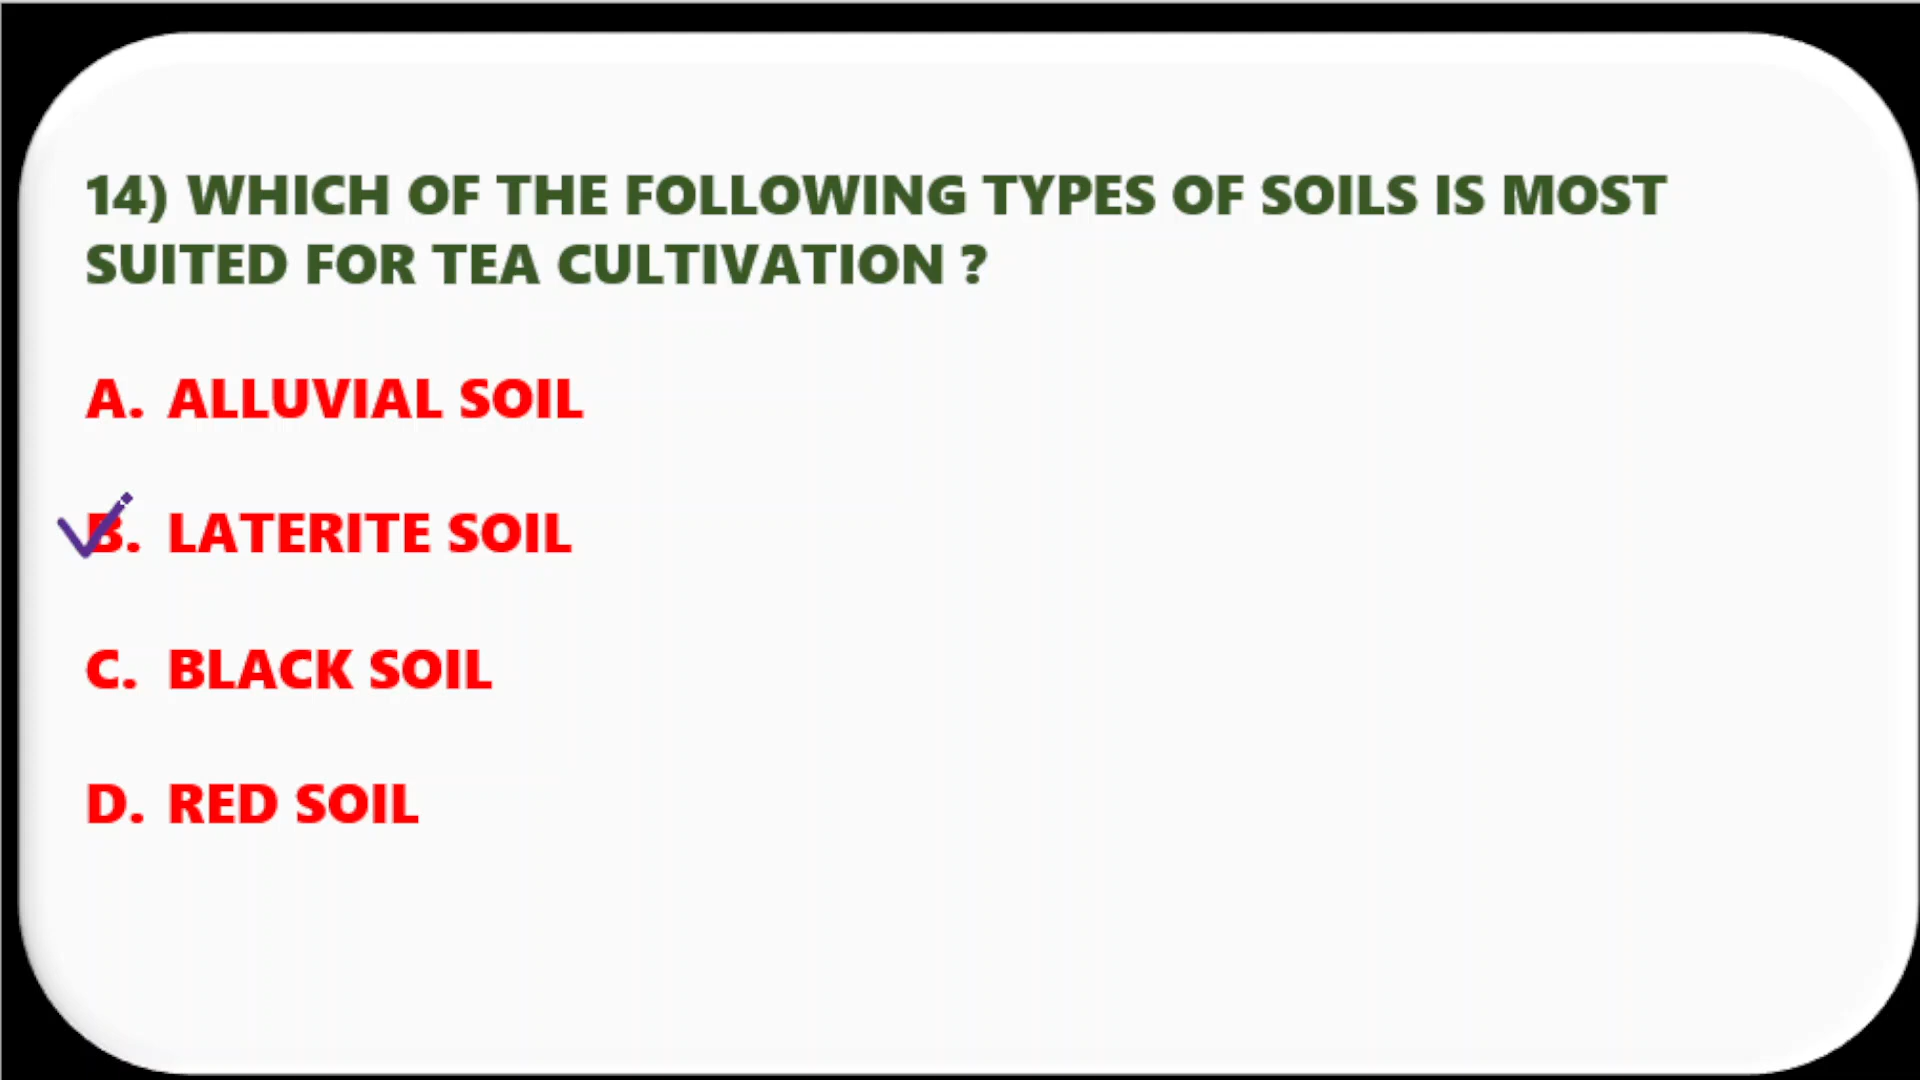 14) WHICH OF THE FOLLOWING TYPES OF SOILS IS MOST
SUITED FOR TEA CULTIVATION ?
A. ALLUVIAL SOIL
B. LATERITE SOIL
C. BLACK SOIL
D. RED SOIL